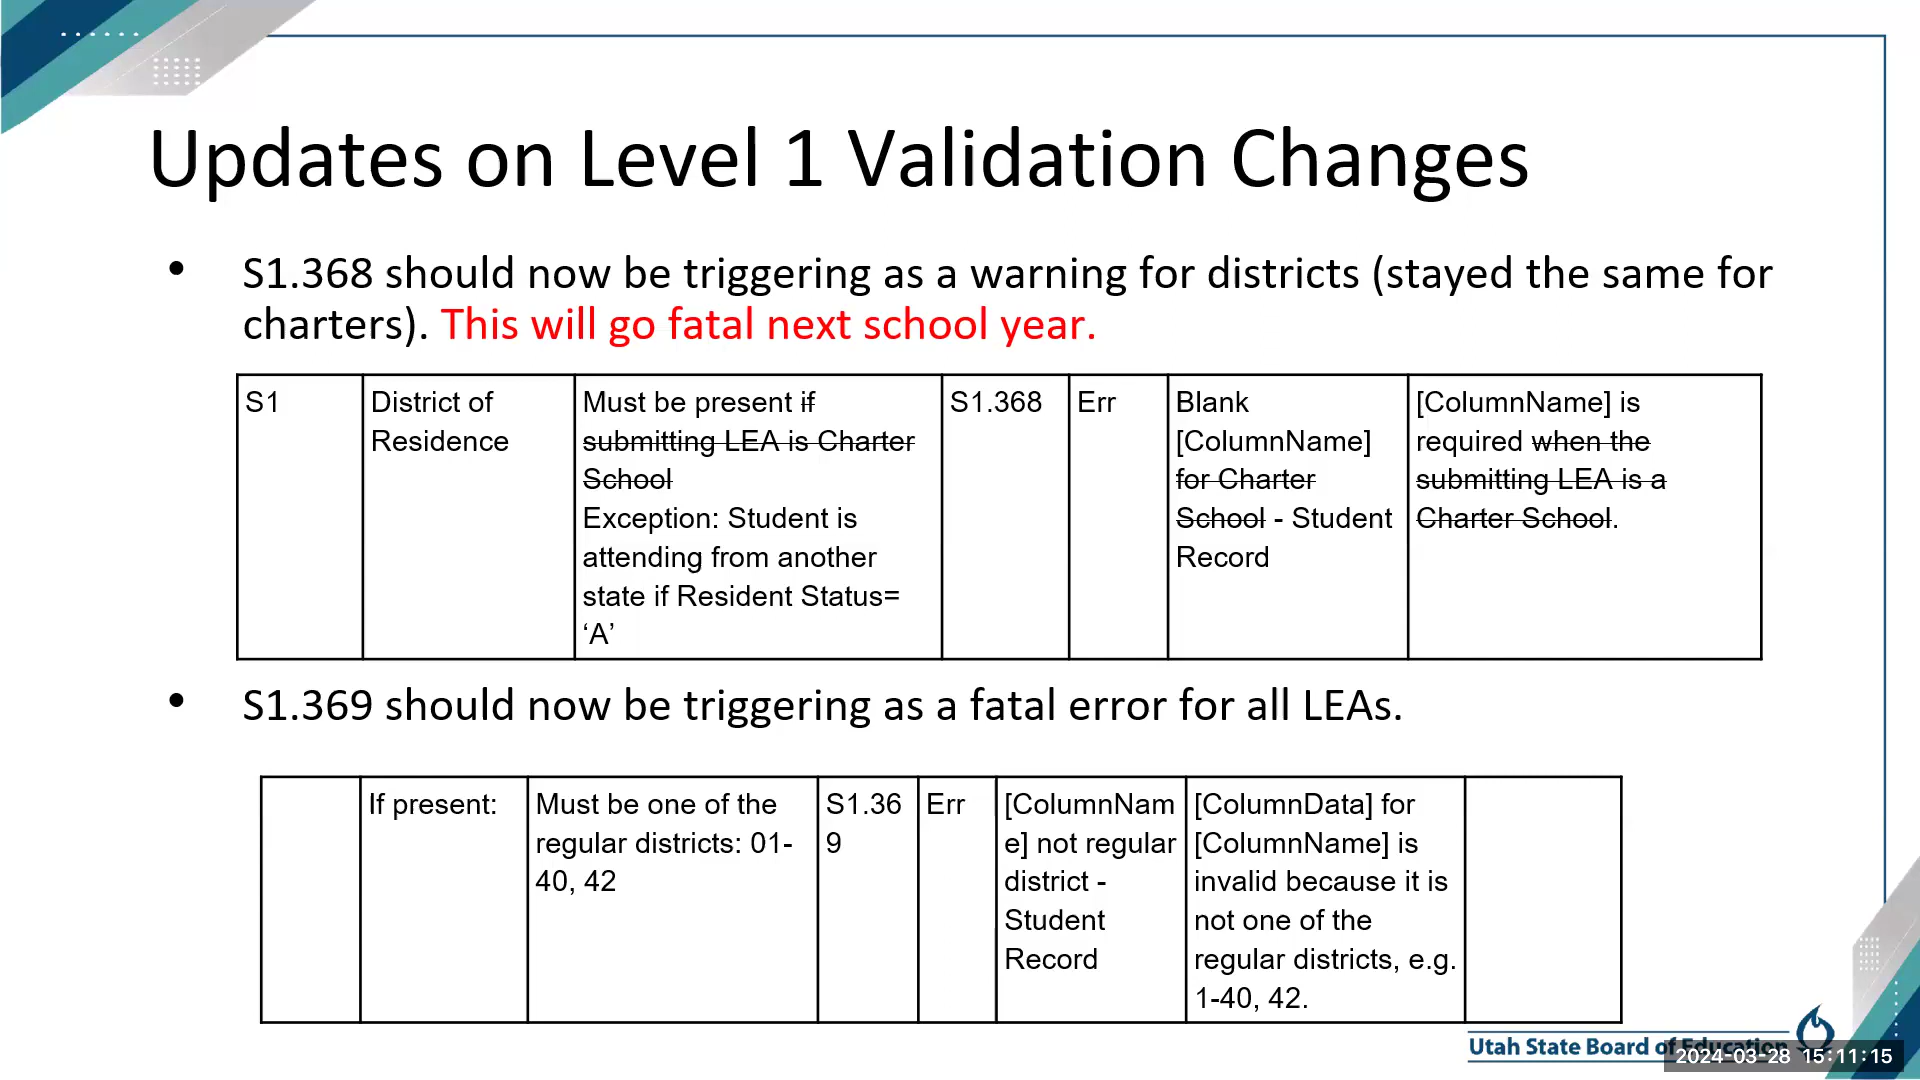 Updates on Level 1 Validation Changes
• S1.368 should now be triggering as a warning for districts (stayed the same for
charters). This will go fatal next school year.
S1
District of
Residence
Must be present if
submitting LEA is Charter
School
Exception: Student is
attending from another
state if Resident Status=
‘A’
S1.368
Err
Blank
[ColumnName]
for Charter
School - Student
Record
[ColumnName] is
required when the
submitting LEA is a
Charter School.
• S1.369 should now be triggering as a fatal error for all LEAs.
If present:
Must be one of the
regular districts: 01-
40, 42
S1.36
9
Err
[ColumnNam
e] not regular
district -
Student
Record
[ColumnData] for
[ColumnName] is
invalid because it is
not one of the
regular districts, e.g.
1-40, 42.
Utah State Board of Education
2024-03-28 15:11:15